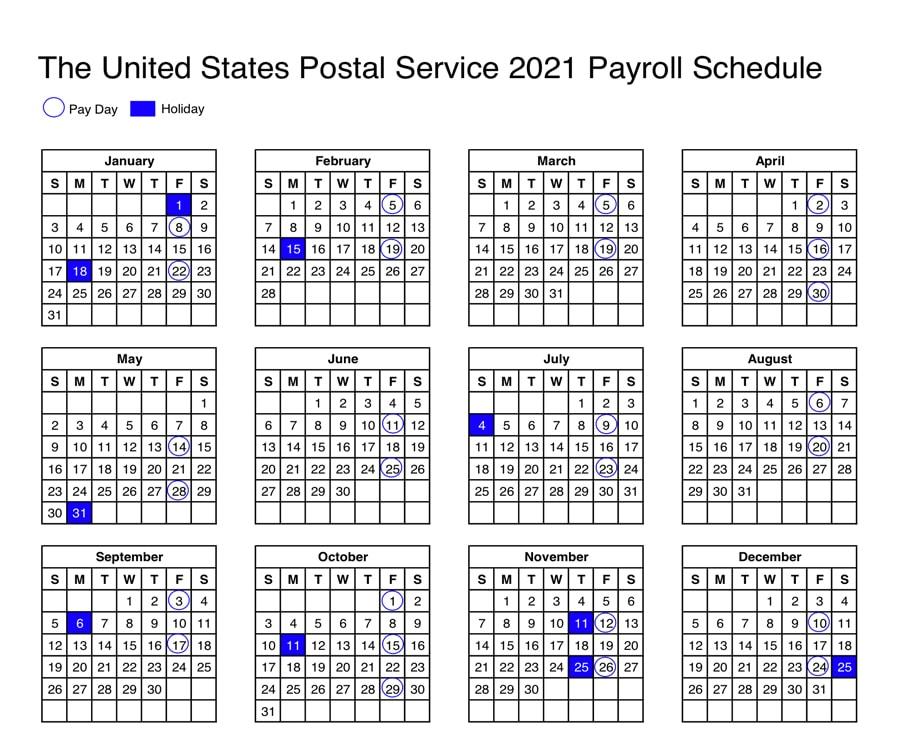 The United States Postal Service 2021 Payroll Schedule
Pay Day Holiday
January February March April
S M T W T F S S M T W T F S S M T W T F S S M T W T F S
1 2 1 2 3 4 5 6 1 2 3 4 5 6 1 2 3
3 4 5 6 7 8 9 7 8 9 10 11 12 13 7 8 9 10 11 12 13 4 5 6 7 8 9 10
10 11 12 13 14 15 16 14 15 16 17 18 19 20 14 15 16 17 18 19 20 11 12 13 14 15 16 17
17 18 19 20 21 22 23 21 22 23 24 25 26 27 21 22 23 24 25 26 27 18 19 20 21 22 23 24
24 25 26 27 28 29 30 28 28 29 30 31 25 26 27 28 29 30
31
May June July August
S M T W T F S S M T W T F S S M T W T F S S M T W T F S
1 1 2 3 4 5 1 2 3 1 2 3 4 5 6 7
2 3 4 5 6 7 8 6 7 8 9 10 11 12 4 5 6 7 8 9 10 8 9 10 11 12 13 14
9 10 11 12 13 14 15 13 14 15 16 17 18 19 11 12 13 14 15 16 17 15 16 17 18 19 20 21
16 17 18 19 20 21 22 20 21 22 23 24 25 26 18 19 20 21 22 23 24 22 23 24 25 26 27 28
23 24 25 26 27 28 29 27 28 29 30 25 26 27 28 29 30 31 29 30 31
30 31
September October November December
S M T W T F S S M T W T F S S M T W T F S S M T W T F S
1 2 3 4 1 2 1 2 3 4 5 6 1 2 3 4
5 6 7 8 9 10 11 3 4 5 6 7 8 9 7 8 9 10 11 12 13 5 6 7 8 9 10 11
12 13 14 15 16 17 18 10 11 12 13 14 15 16 14 15 16 17 18 19 20 12 13 14 15 16 17 18
19 20 21 22 23 24 25 17 18 19 20 21 22 23 21 22 23 24 25 26 27 19 20 21 22 23 24 25
26 27 28 29 30 24 25 26 27 28 29 30 28 29 30 26 27 28 29 30 31
31